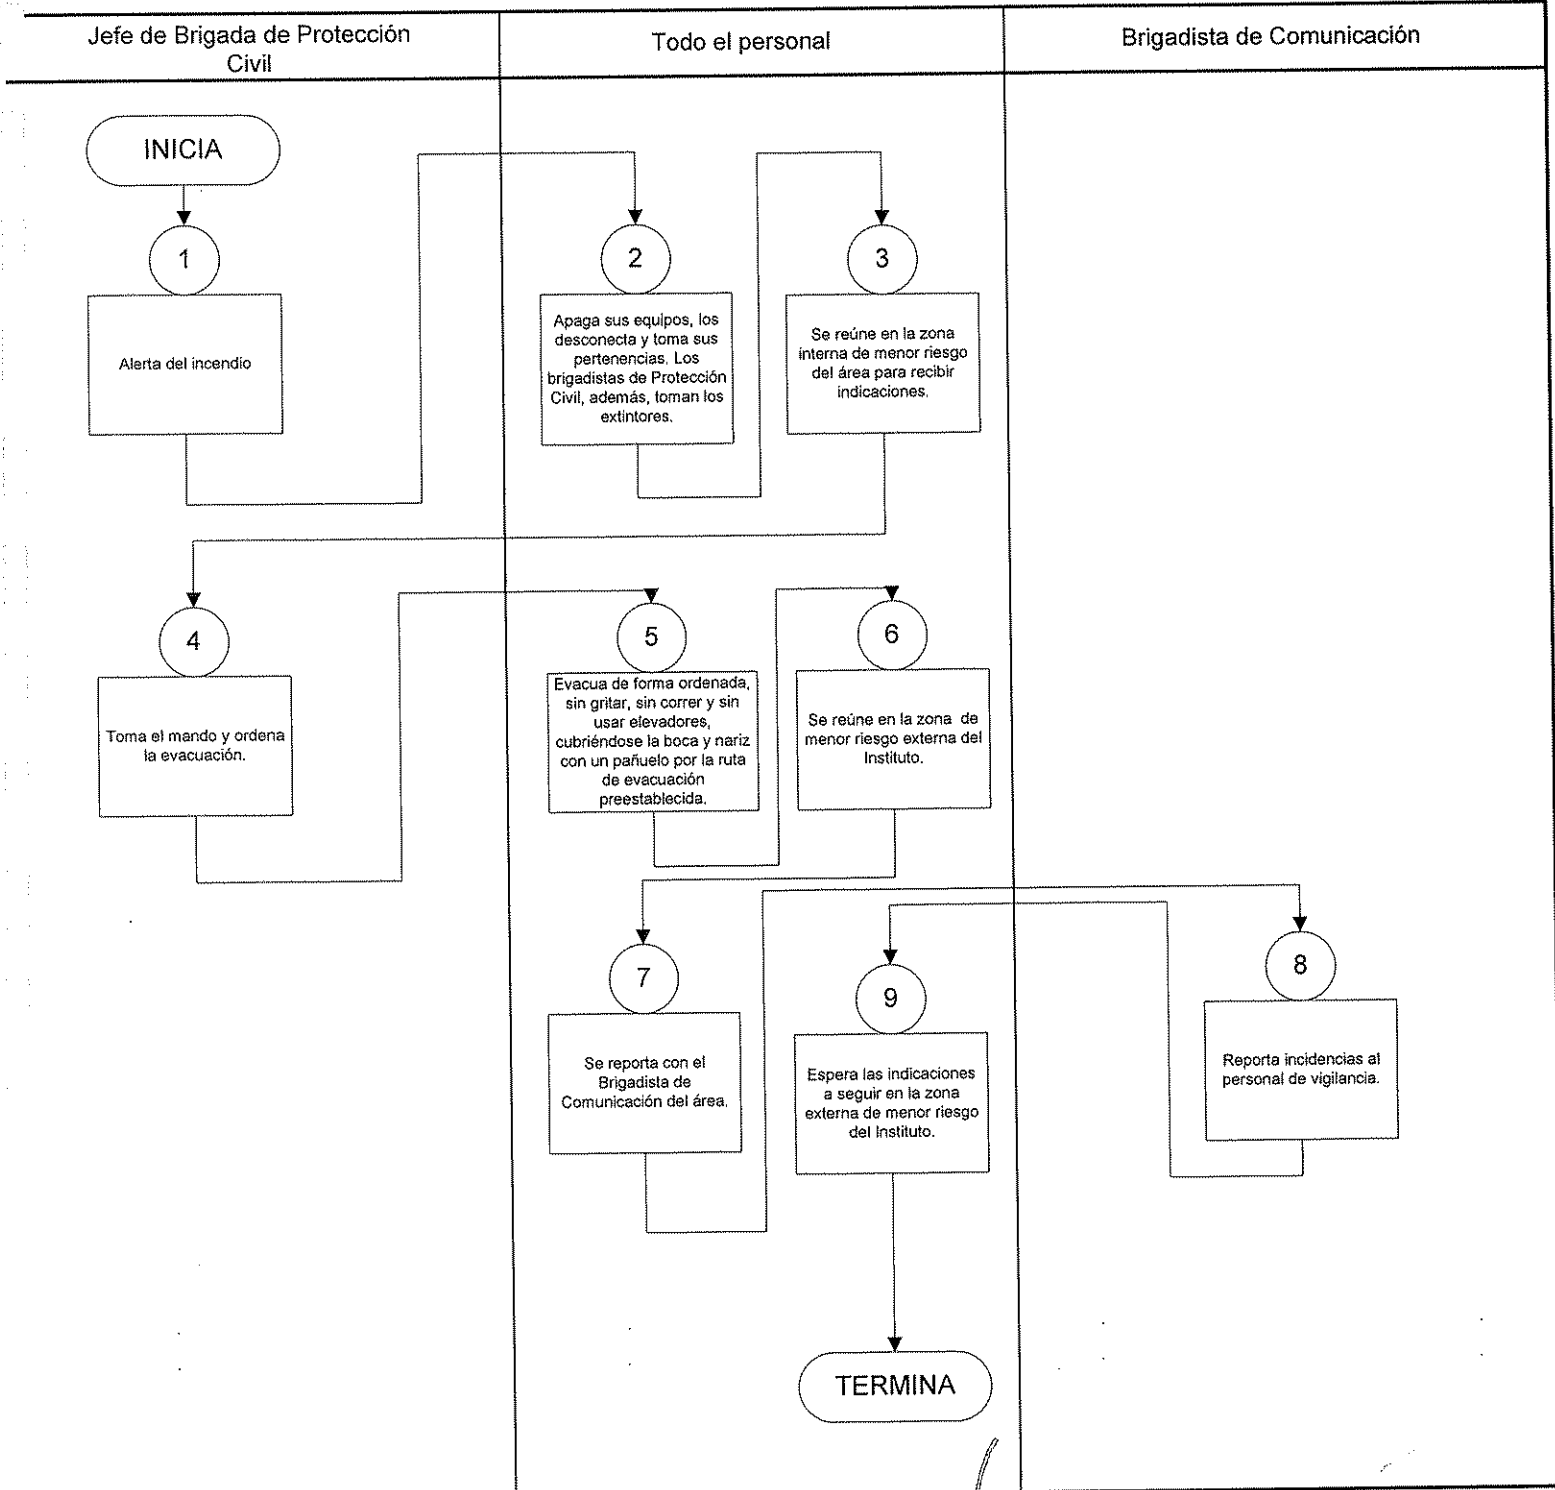 Jefe de Brigada de Protección
Civil
Todo el personal
Brigadista de Comunicación
INICIA
1
Alerta del incendio
2
Apaga sus equipos, los
desconecta y toma sus
pertenencias. Los
brigadistas de Protección
Civil, además, toman los
extintores.
3
Se reúne en la zona
interna de menor riesgo
del área para recibir
indicaciones.
4
Toma el mando y ordena
la evacuación.
5
Evacua de forma ordenada,
sin gritar, sin correr y sin
usar elevadores,
cubriéndose la boca y nariz
con un pañuelo por la ruta
de evacuación
preestablecida.
6
Se reúne en la zona de
menor riesgo externa del
Instituto.
7
Se reporta con el
Brigadista de
Comunicación del área.
8
Reporta incidencias al
personal de vigilancia.
9
Espera las indicaciones
a seguir en la zona
externa de menor riesgo
del Instituto.
TERMINA